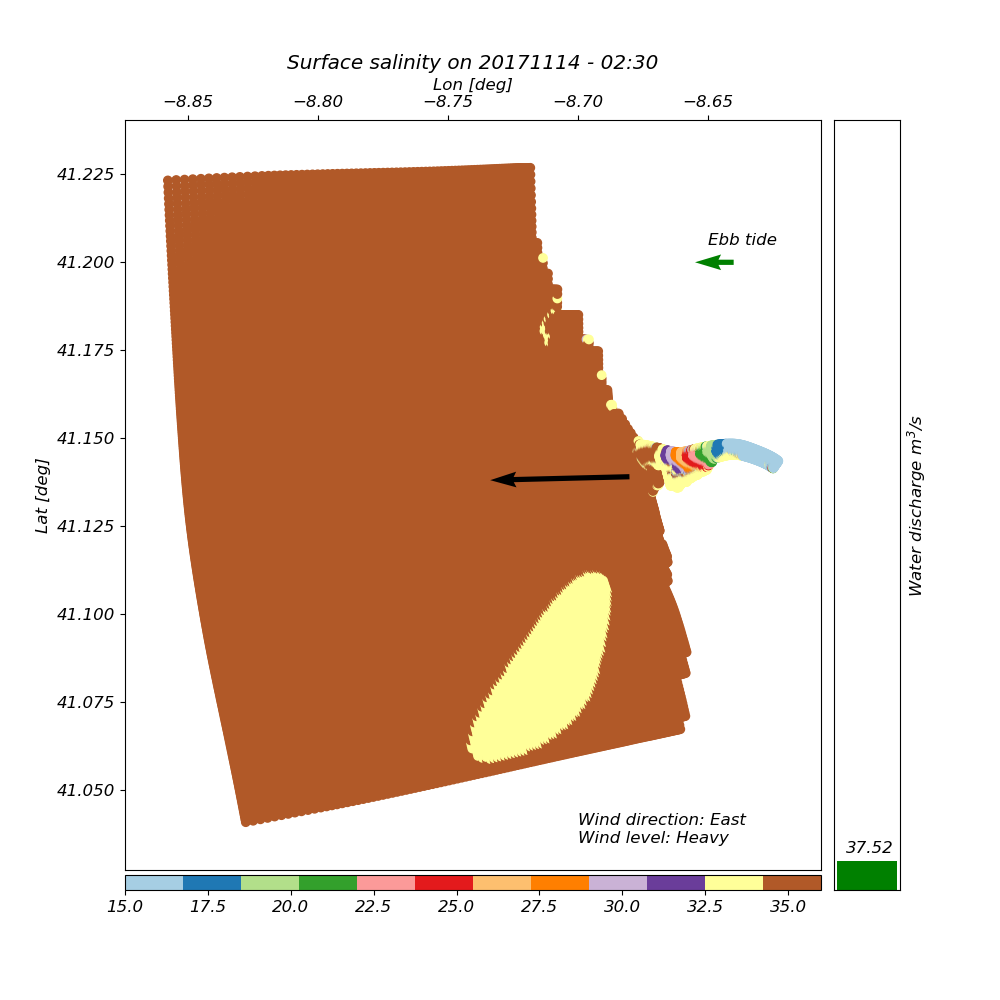 Surface salinity on 20171114 - 02:30
Lon [deg]
−8.85 −8.80 −8.75 −8.70 −8.65
41.225
41.200
41.175
41.150
41.125
41.100
41.075
41.050
Lat [deg]
Ebb tide
Wind direction: East
Wind level: Heavy
15.0 17.5 20.0 22.5 25.0 27.5 30.0 32.5 35.0
37.52
Water discharge m³/s